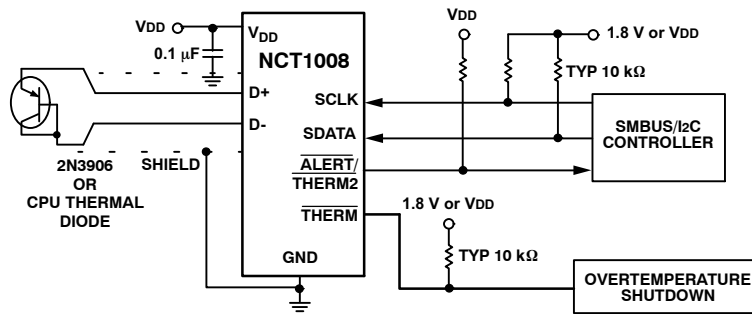 VDD
0.1 µF
VDD
NCT1008
D+
D-
SCLK
SDATA
ALERT/
THERM2
THERM
GND
2N3906
OR
CPU THERMAL
DIODE
SHIELD
VDD
1.8 V or VDD
TYP 10 kΩ
SMBUS/I2C
CONTROLLER
1.8 V or VDD
TYP 10 kΩ
OVERTEMPERATURE
SHUTDOWN